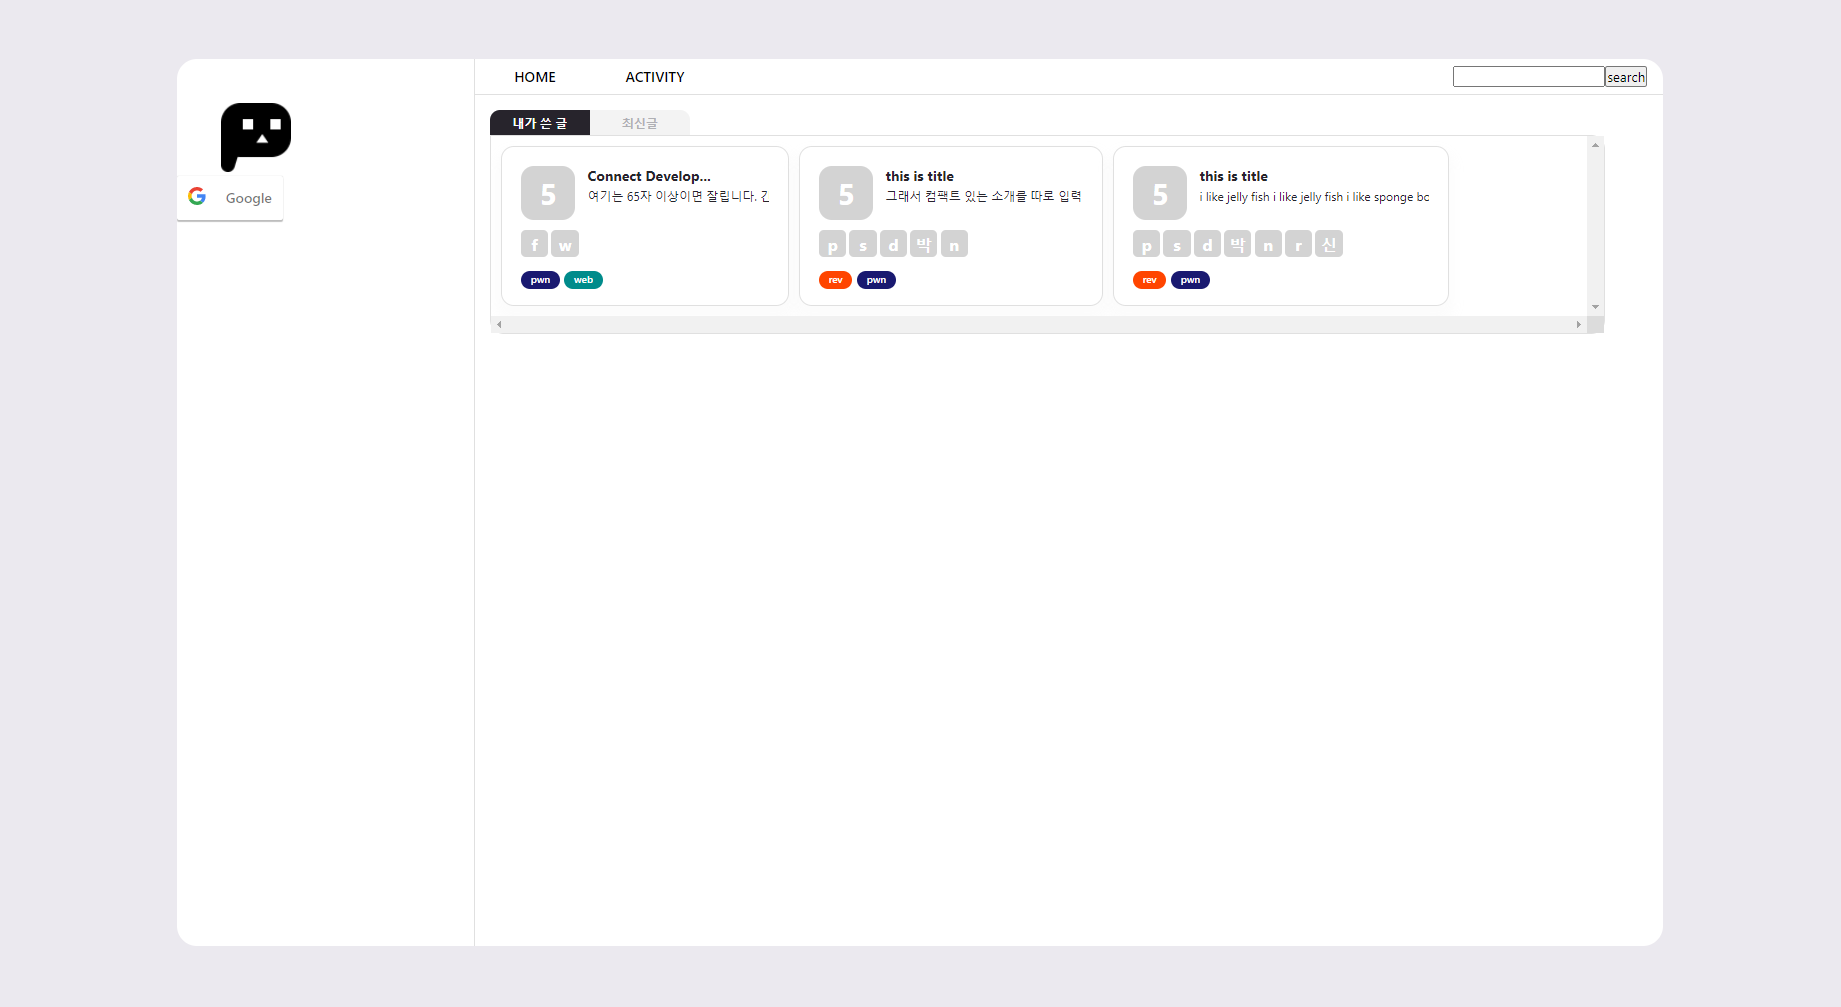 HOME ACTIVITY search
Google
내가 쓴 글 최신글
5 Connect Develop...
여기는 65자 이상이면 잘립니다. 긴
f w
pwn web
5 this is title
그래서 컴팩트 있는 소개를 따로 입력
p s d 박 n
rev pwn
5 this is title
i like jelly fish i like jelly fish i like sponge bo
p s d 박 n r 신
rev pwn